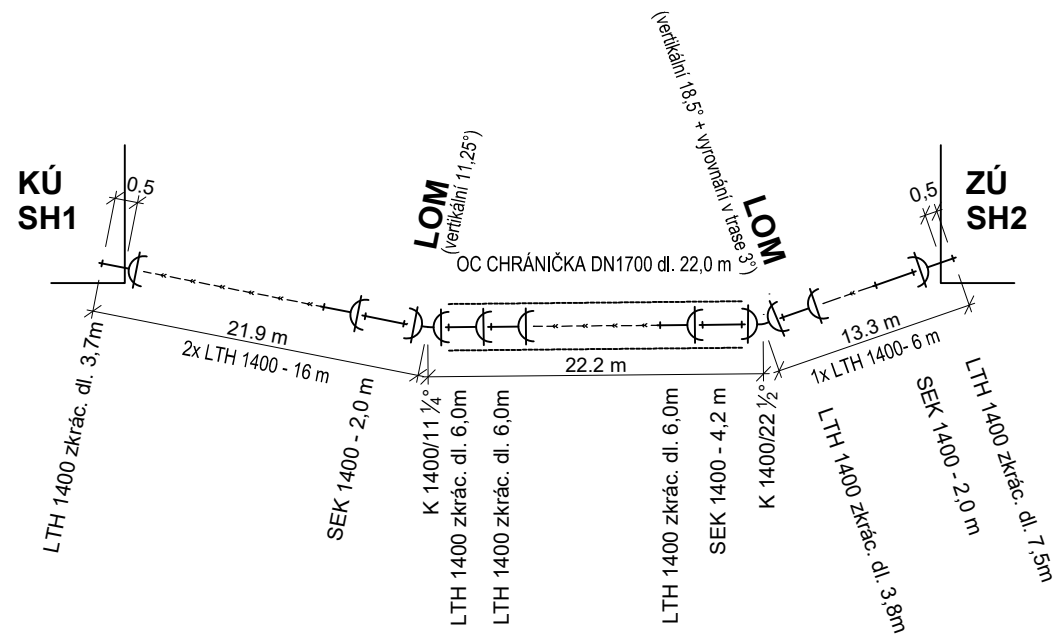 KÚ
SH1
0.5
LOM
(vertikální 11,25°)
LOM
(vertikální 18,5° + vyrovnání v trase 3°)
0,5
ZÚ
SH2
OC CHRÁNIČKA DN1700 dl. 22,0 m
21.9 m
2x LTH 1400 - 16 m
22.2 m
13.3 m
1x LTH 1400- 6 m
LTH 1400 zkrác. dl. 3,7m
SEK 1400 - 2,0 m
K 1400/11 ¼°
LTH 1400 zkrác. dl. 6,0m
LTH 1400 zkrác. dl. 6,0m
LTH 1400 zkrác. dl. 6,0m
SEK 1400 - 4,2 m
K 1400/22 ½°
LTH 1400 zkrác. dl. 3,8m
SEK 1400 - 2,0 m
LTH 1400 zkrác. dl. 7,5m